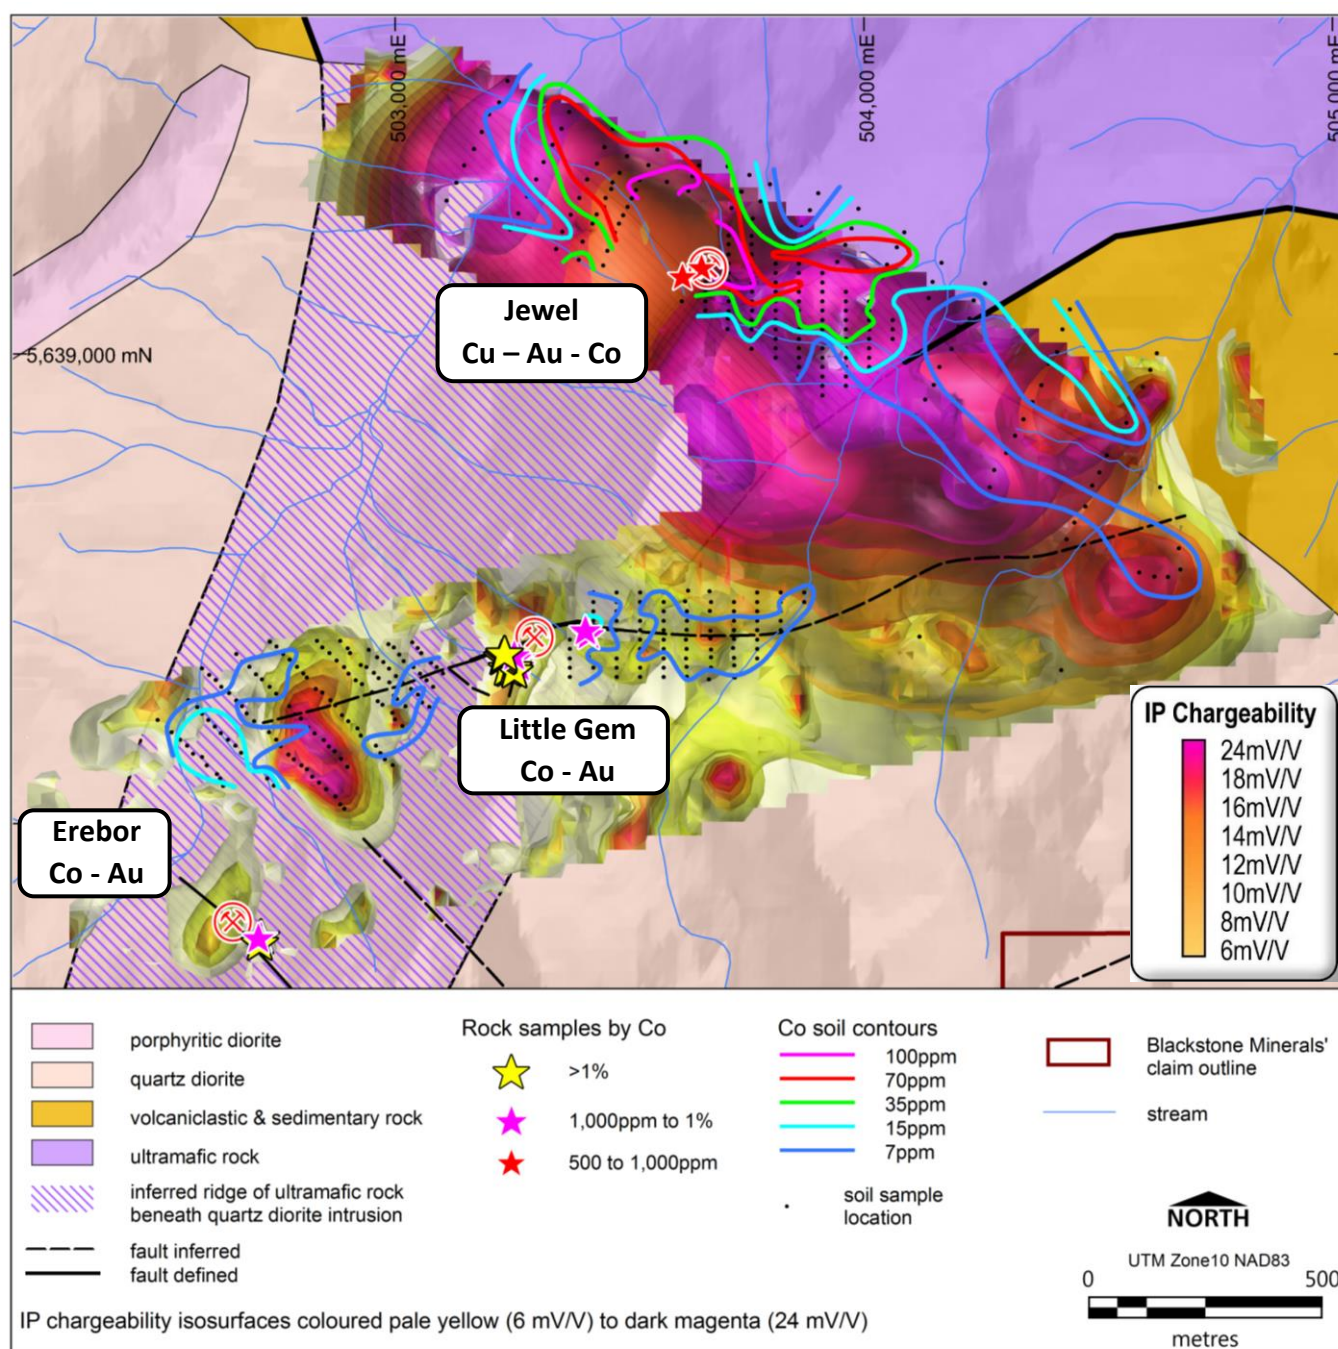 503,000 mE
504,000 mE
505,000 mE
5,639,000 mN
Jewel
Cu – Au - Co
Little Gem
Co - Au
Erebor
Co - Au
IP Chargeability
24mV/V
18mV/V
16mV/V
14mV/V
12mV/V
10mV/V
8mV/V
6mV/V
porphyritic diorite
quartz diorite
volcaniclastic & sedimentary rock
ultramafic rock
inferred ridge of ultramafic rock
beneath quartz diorite intrusion
fault inferred
fault defined
Rock samples by Co
>1%
1,000ppm to 1%
500 to 1,000ppm
Co soil contours
100ppm
70ppm
35ppm
15ppm
7ppm
soil sample
location
Blackstone Minerals'
claim outline
stream
NORTH
UTM Zone10 NAD83
0 500
metres
IP chargeability isosurfaces coloured pale yellow (6 mV/V) to dark magenta (24 mV/V)